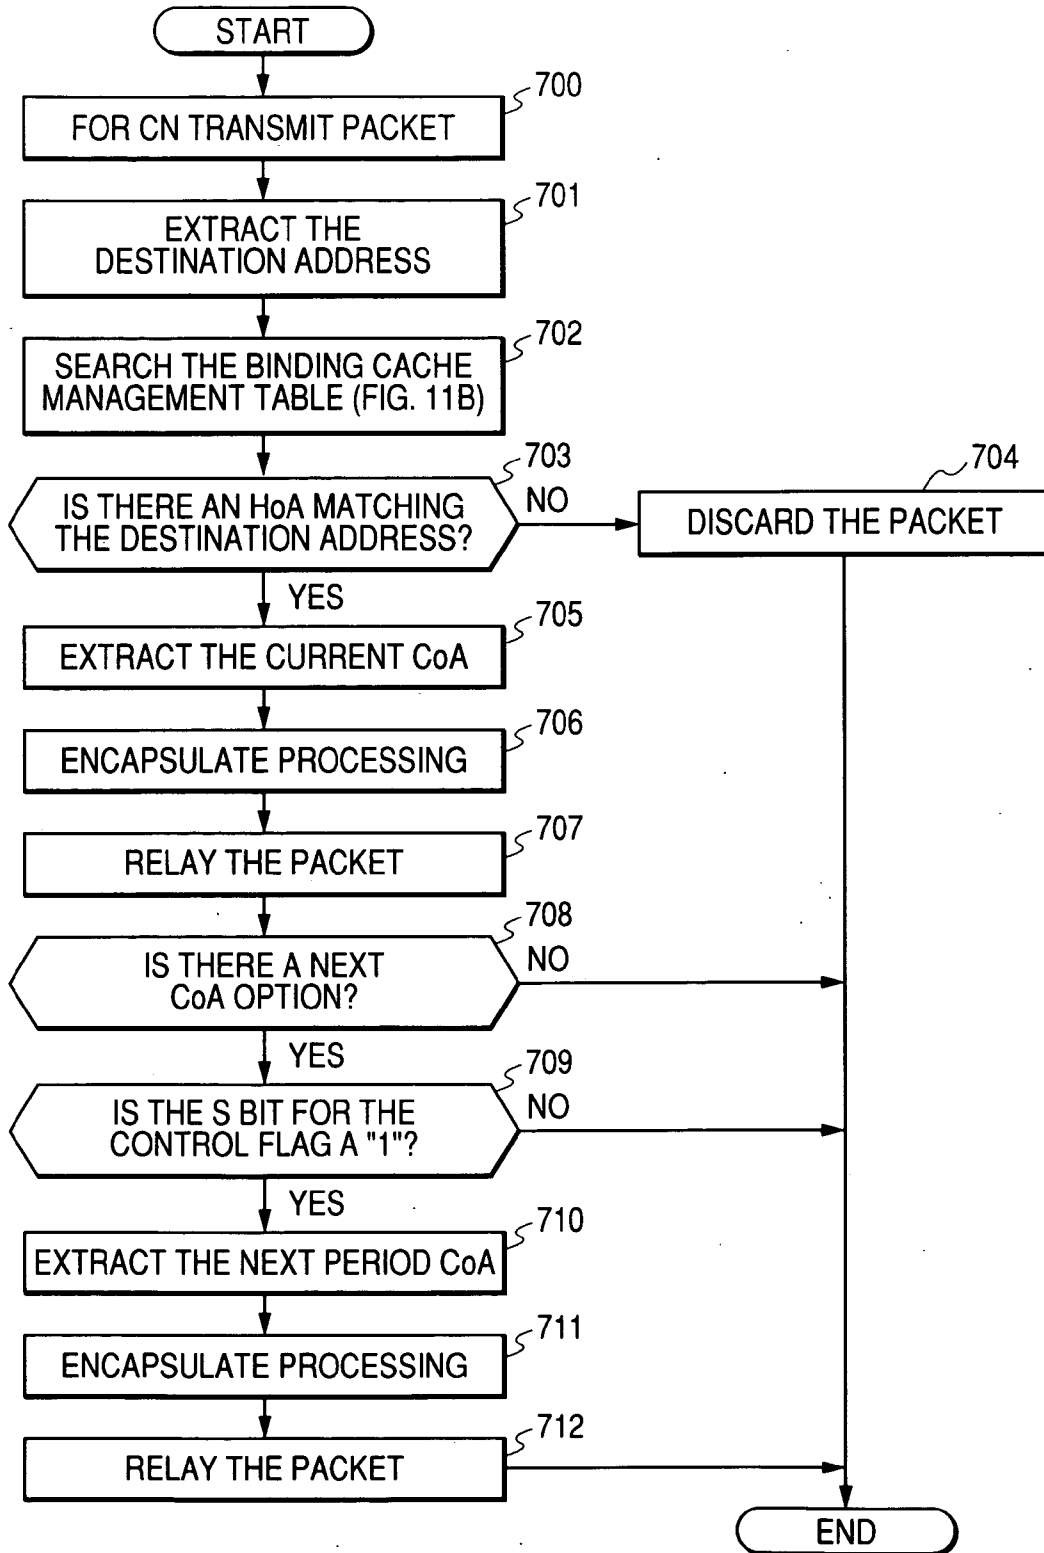 START
700
FOR CN TRANSMIT PACKET
701
EXTRACT THE
DESTINATION ADDRESS
702
SEARCH THE BINDING CACHE
MANAGEMENT TABLE (FIG. 11B)
703
IS THERE AN HoA MATCHING
THE DESTINATION ADDRESS?
NO
704
DISCARD THE PACKET
YES
705
EXTRACT THE CURRENT CoA
706
ENCAPSULATE PROCESSING
707
RELAY THE PACKET
708
IS THERE A NEXT
CoA OPTION?
NO
YES
709
IS THE S BIT FOR THE
CONTROL FLAG A "1"?
NO
YES
710
EXTRACT THE NEXT PERIOD CoA
711
ENCAPSULATE PROCESSING
712
RELAY THE PACKET
END